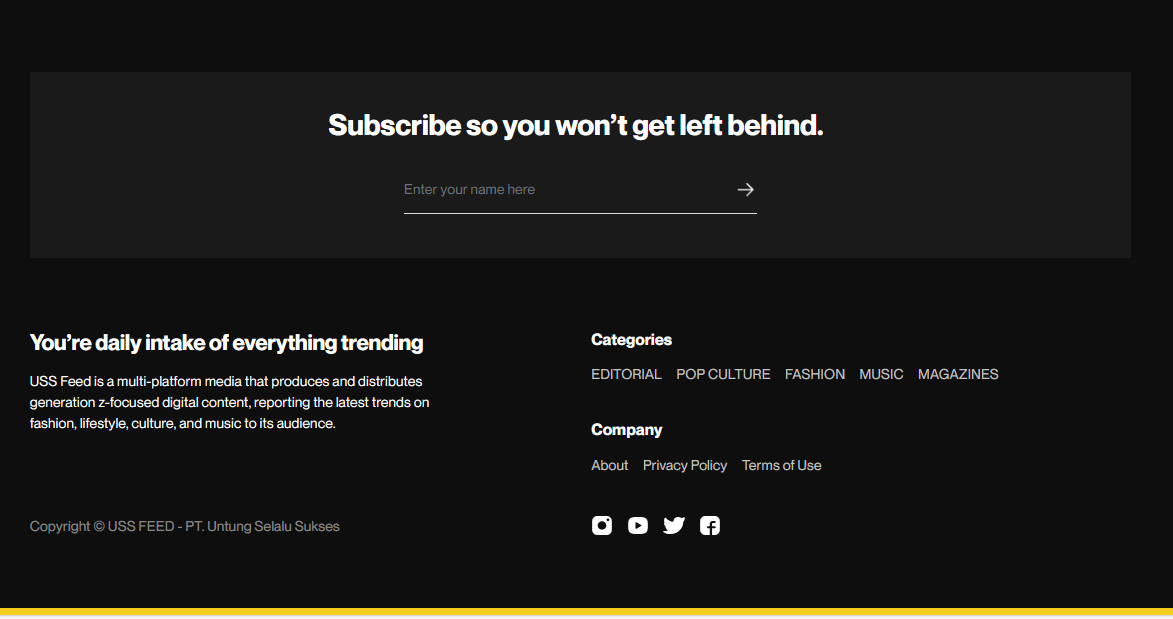 Subscribe so you won’t get left behind.
Enter your name here
You’re daily intake of everything trending
USS Feed is a multi-platform media that produces and distributes
generation z-focused digital content, reporting the latest trends on
fashion, lifestyle, culture, and music to its audience.
Categories
EDITORIAL POP CULTURE FASHION MUSIC MAGAZINES
Company
About Privacy Policy Terms of Use
Copyright © USS FEED - PT. Untung Selalu Sukses